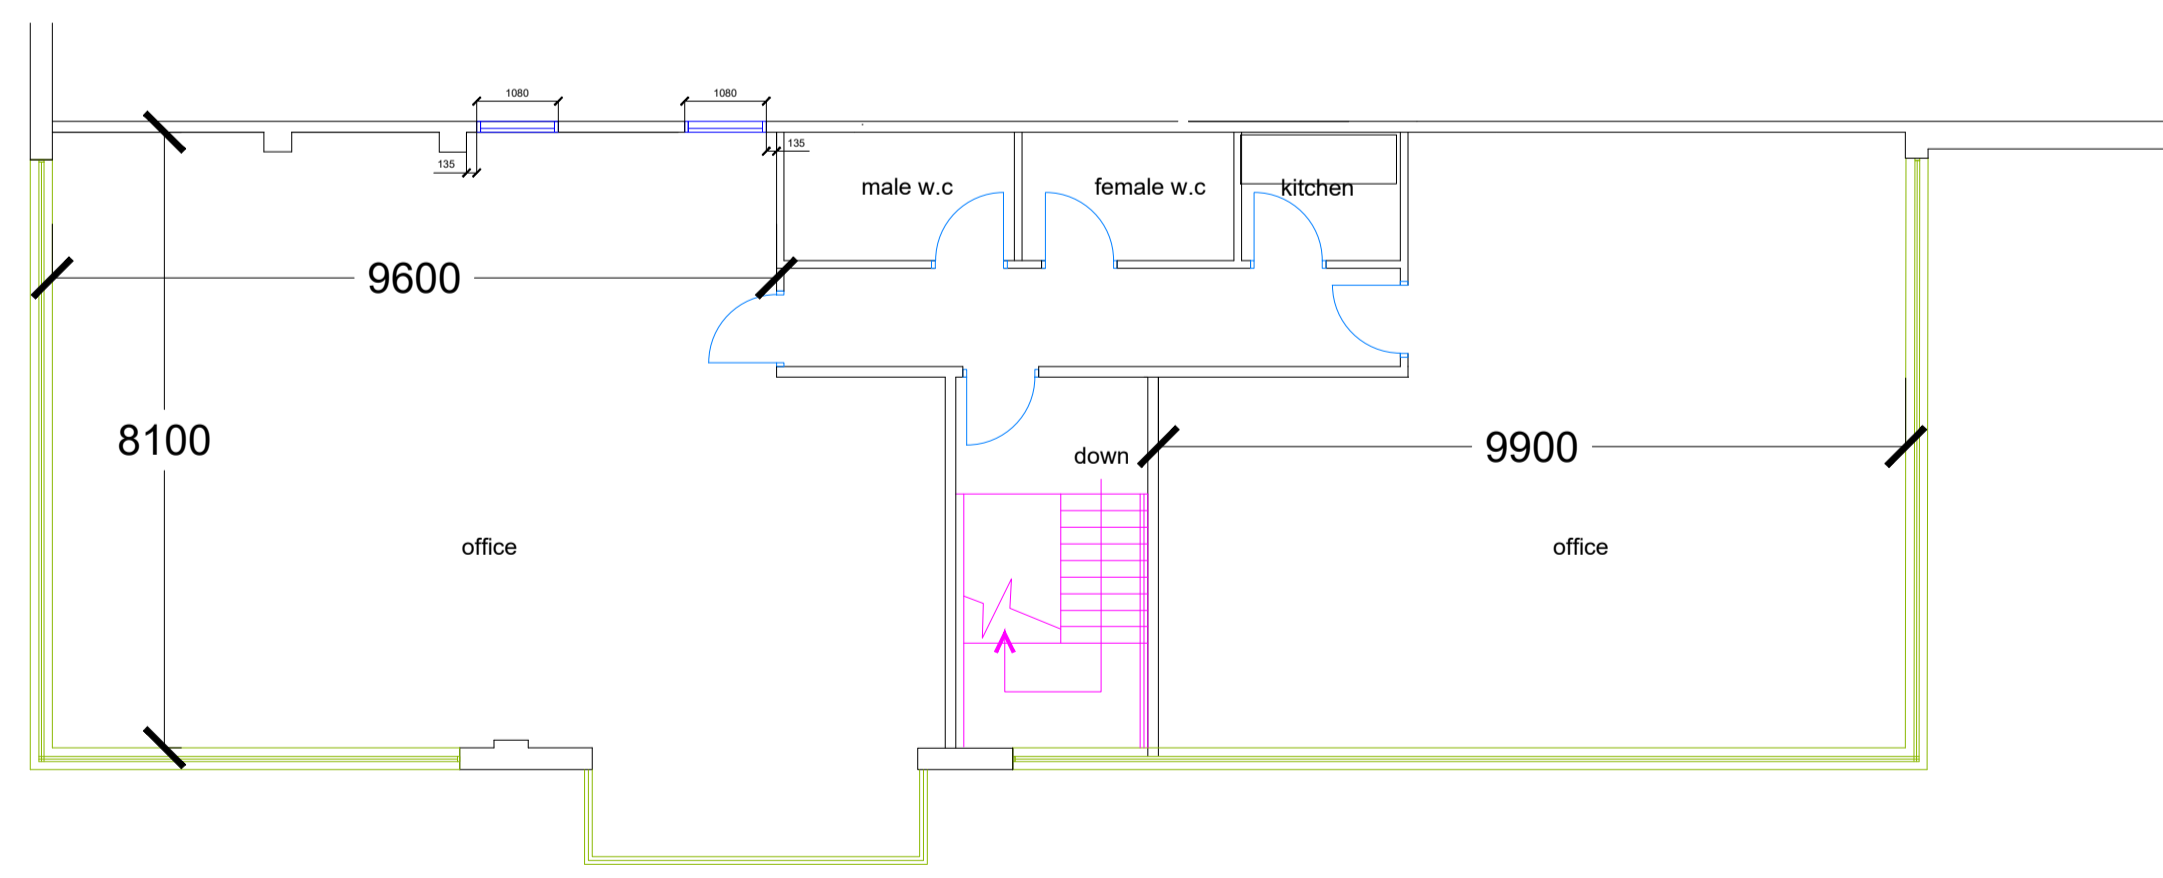 1080
1080
135
135
male w.c
female w.c
kitchen
9600
8100
down
9900
office
office